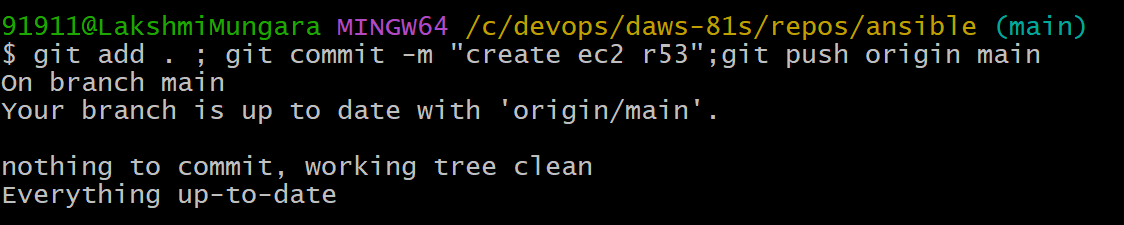 91911@LakshmiMungara MINGW64 /c/devops/daws-81s/repos/ansible (main)
$ git add . ; git commit -m "create ec2 r53";git push origin main
On branch main
Your branch is up to date with 'origin/main'.
nothing to commit, working tree clean
Everything up-to-date